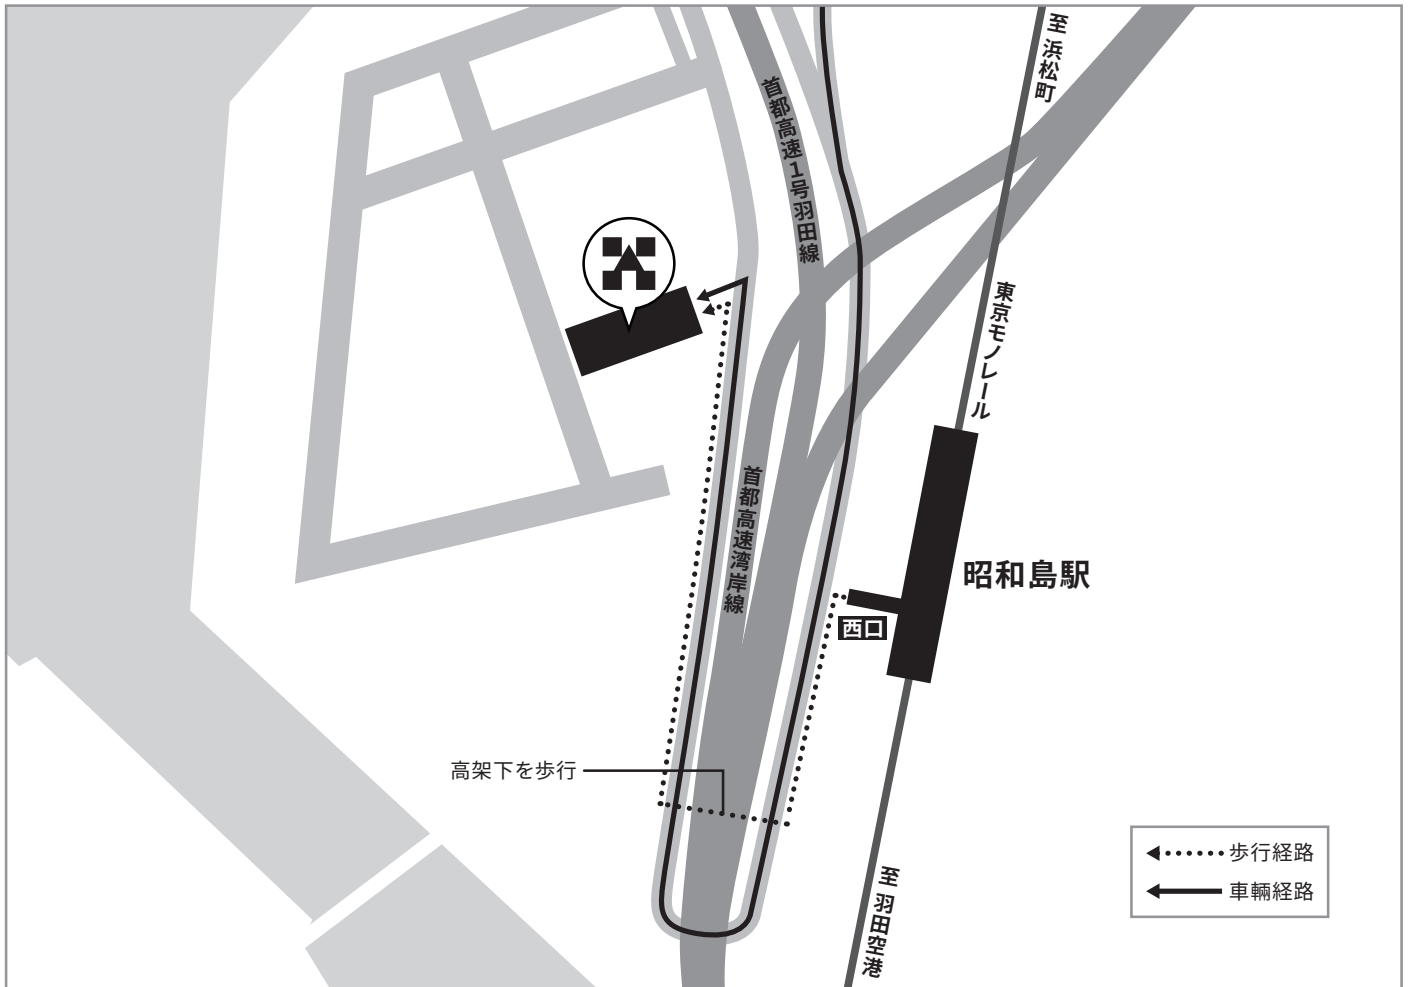 至 浜松町
首都高速1号羽田線
東京モノレール
首都高速湾岸線
昭和島駅
西口
高架下を歩行
歩行経路
車輛経路
至 羽田空港